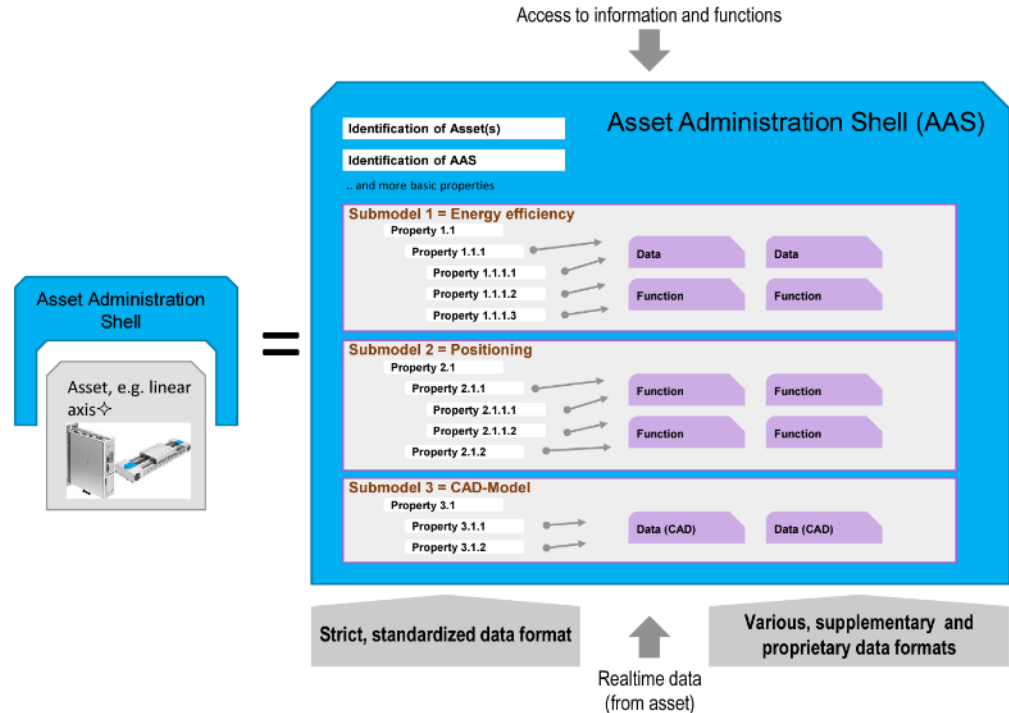 Access to information and functions
Asset Administration Shell (AAS)
Identification of Asset(s)
Identification of AAS
.. and more basic properties
Submodel 1 = Energy efficiency
Property 1.1
Property 1.1.1
Property 1.1.1.1
Property 1.1.1.2
Property 1.1.1.3
Data
Data
Function
Function
Submodel 2 = Positioning
Property 2.1
Property 2.1.1
Property 2.1.1.1
Property 2.1.1.2
Property 2.1.2
Function
Function
Function
Function
Submodel 3 = CAD-Model
Property 3.1
Property 3.1.1
Property 3.1.2
Data (CAD)
Data (CAD)
Asset Administration
Shell
Asset, e.g. linear
axis✧
=
Strict, standardized data format
Various, supplementary and
proprietary data formats
Realtime data
(from asset)